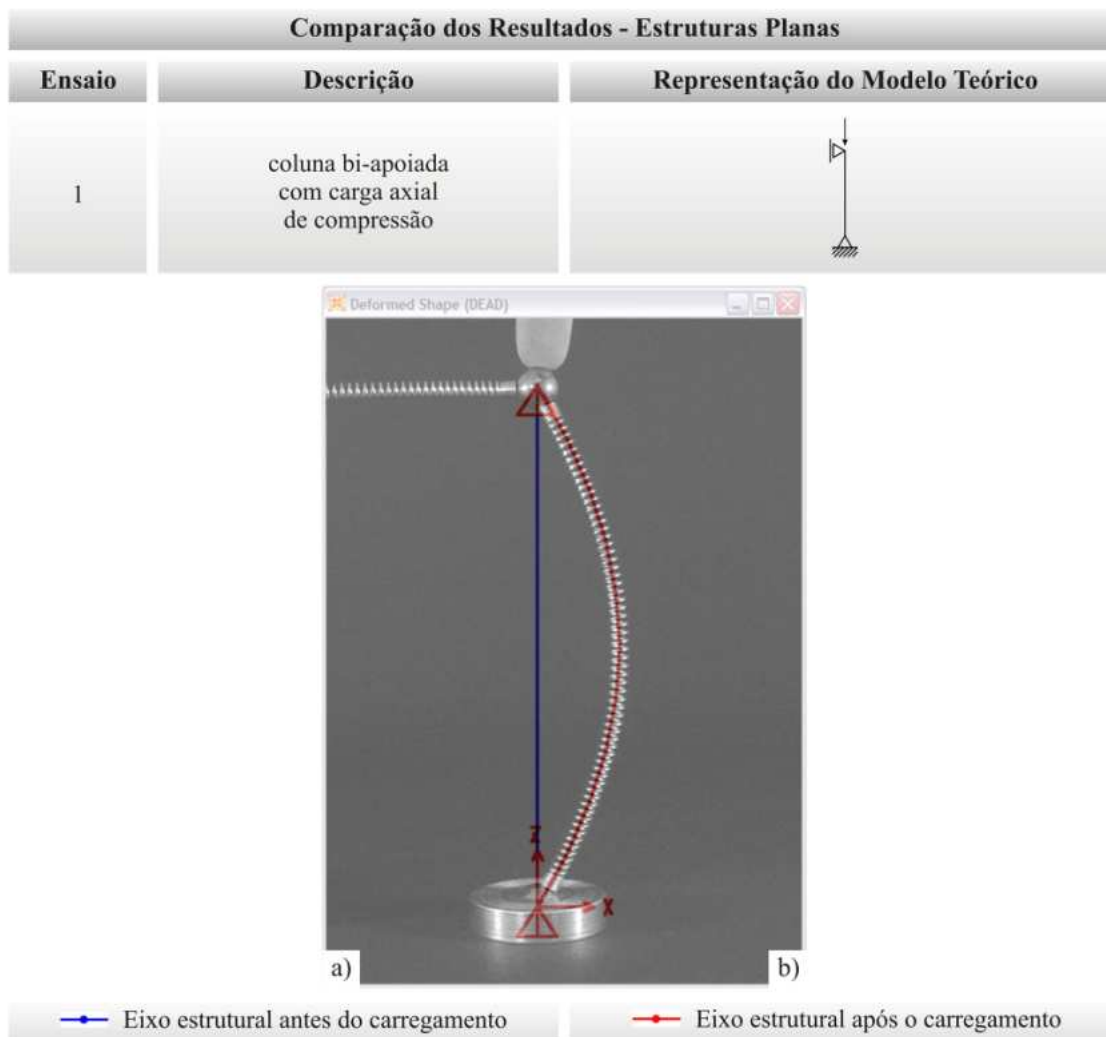 Comparação dos Resultados - Estruturas Planas
Ensaio
Descrição
Representação do Modelo Teórico
1
coluna bi-apoiada
com carga axial
de compressão
Deformed Shape (DEAD)
Z
X
a)
b)
Eixo estrutural antes do carregamento
Eixo estrutural após o carregamento